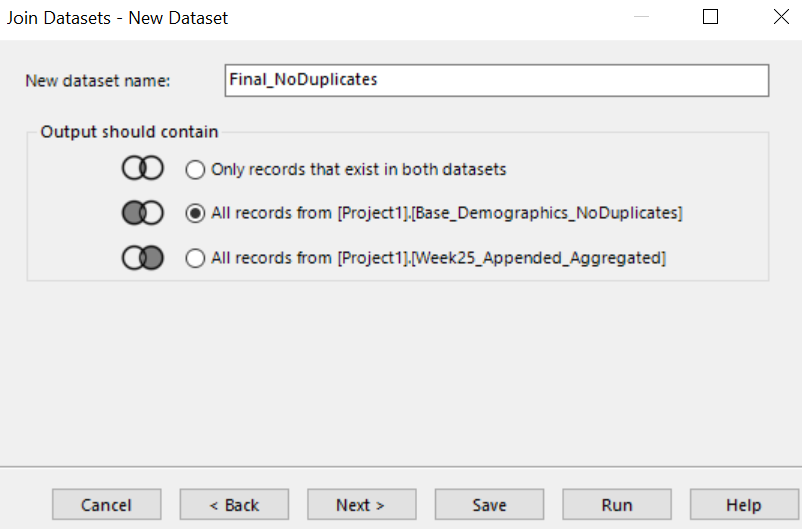 Join Datasets - New Dataset
New dataset name: Final_NoDuplicates
Output should contain
Only records that exist in both datasets
All records from [Project1].[Base_Demographics_NoDuplicates]
All records from [Project1].[Week25_Appended_Aggregated]
Cancel < Back Next > Save Run Help